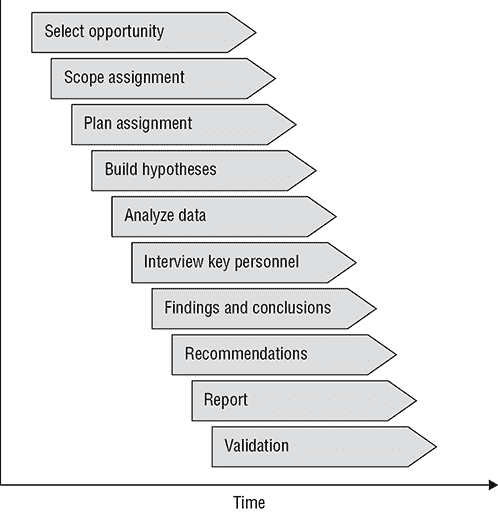 Select opportunity
Scope assignment
Plan assignment
Build hypotheses
Analyze data
Interview key personnel
Findings and conclusions
Recommendations
Report
Validation
Time